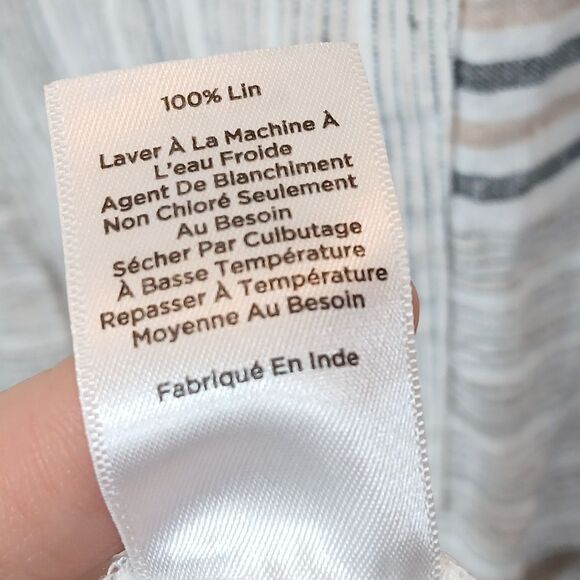 100% Lin
Laver À La Machine À
L'eau Froide
Agent De Blanchiment
Non Chloré Seulement
Au Besoin
Sécher Par Culbutage
À Basse Température
Repasser À Température
Moyenne Au Besoin
Fabriqué En Inde